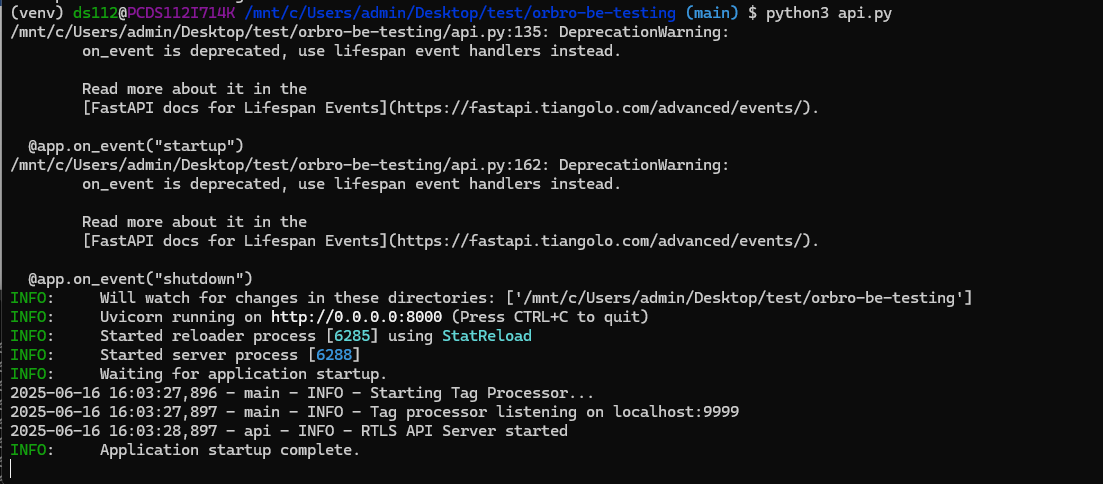 (venv) ds112@PCDS112I714K /mnt/c/Users/admin/Desktop/test/orbro-be-testing (main) $ python3 api.py
/mnt/c/Users/admin/Desktop/test/orbro-be-testing/api.py:135: DeprecationWarning:
        on_event is deprecated, use lifespan event handlers instead.

        Read more about it in the
        [FastAPI docs for Lifespan Events](https://fastapi.tiangolo.com/advanced/events/).

  @app.on_event("startup")
/mnt/c/Users/admin/Desktop/test/orbro-be-testing/api.py:162: DeprecationWarning:
        on_event is deprecated, use lifespan event handlers instead.

        Read more about it in the
        [FastAPI docs for Lifespan Events](https://fastapi.tiangolo.com/advanced/events/).

  @app.on_event("shutdown")
INFO:     Will watch for changes in these directories: ['/mnt/c/Users/admin/Desktop/test/orbro-be-testing']
INFO:     Uvicorn running on http://0.0.0.0:8000 (Press CTRL+C to quit)
INFO:     Started reloader process [6285] using StatReload
INFO:     Started server process [6288]
INFO:     Waiting for application startup.
2025-06-16 16:03:27,896 - main - INFO - Starting Tag Processor...
2025-06-16 16:03:27,897 - main - INFO - Tag processor listening on localhost:9999
2025-06-16 16:03:28,897 - api - INFO - RTLS API Server started
INFO:     Application startup complete.